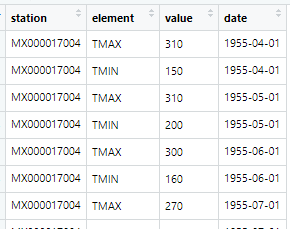 station element value date
MX000017004 TMAX 310 1955-04-01
MX000017004 TMIN 150 1955-04-01
MX000017004 TMAX 310 1955-05-01
MX000017004 TMIN 200 1955-05-01
MX000017004 TMAX 300 1955-06-01
MX000017004 TMIN 160 1955-06-01
MX000017004 TMAX 270 1955-07-01